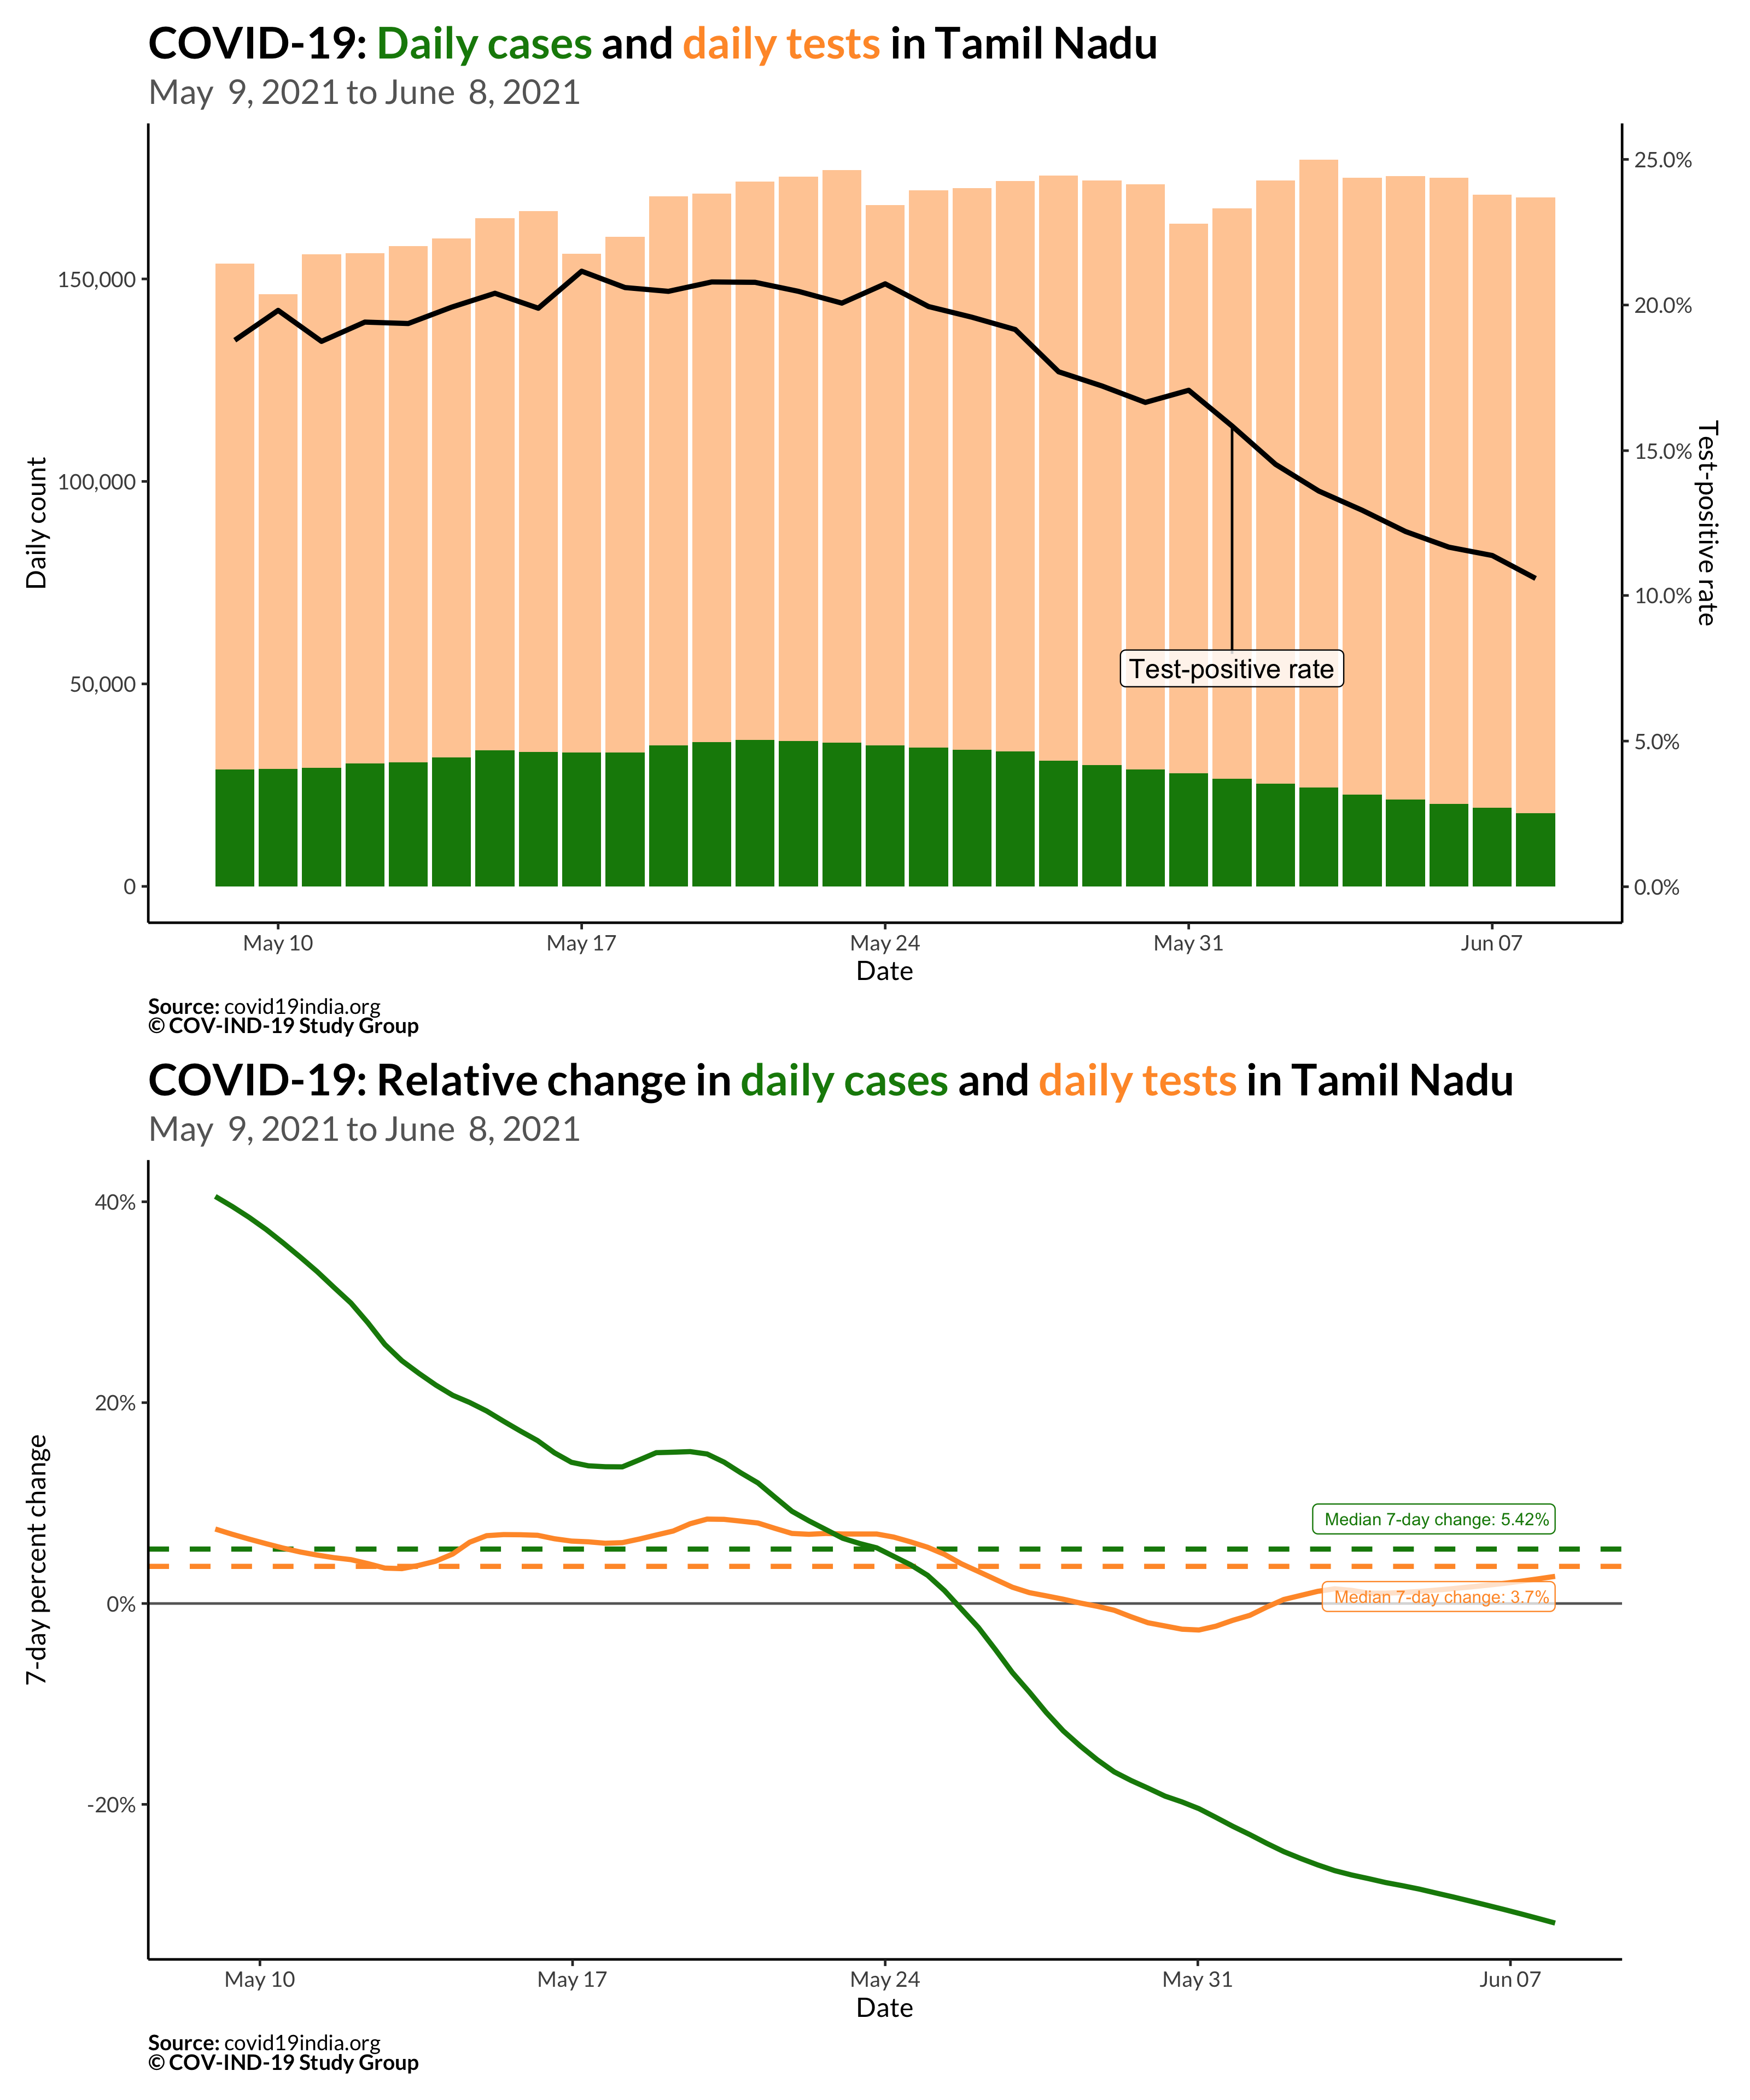 COVID-19: Daily cases and daily tests in Tamil Nadu
May 9, 2021 to June 8, 2021
Daily count
150,000
100,000
50,000
0
25.0%
20.0%
15.0%
10.0%
5.0%
0.0%
Test-positive rate
Test-positive rate
May 10
May 17
May 24
May 31
Jun 07
Date
Source: covid19india.org
© COV-IND-19 Study Group
COVID-19: Relative change in daily cases and daily tests in Tamil Nadu
May 9, 2021 to June 8, 2021
7-day percent change
40%
20%
0%
-20%
Median 7-day change: 5.42%
Median 7-day change: 3.7%
May 10
May 17
May 24
May 31
Jun 07
Date
Source: covid19india.org
© COV-IND-19 Study Group